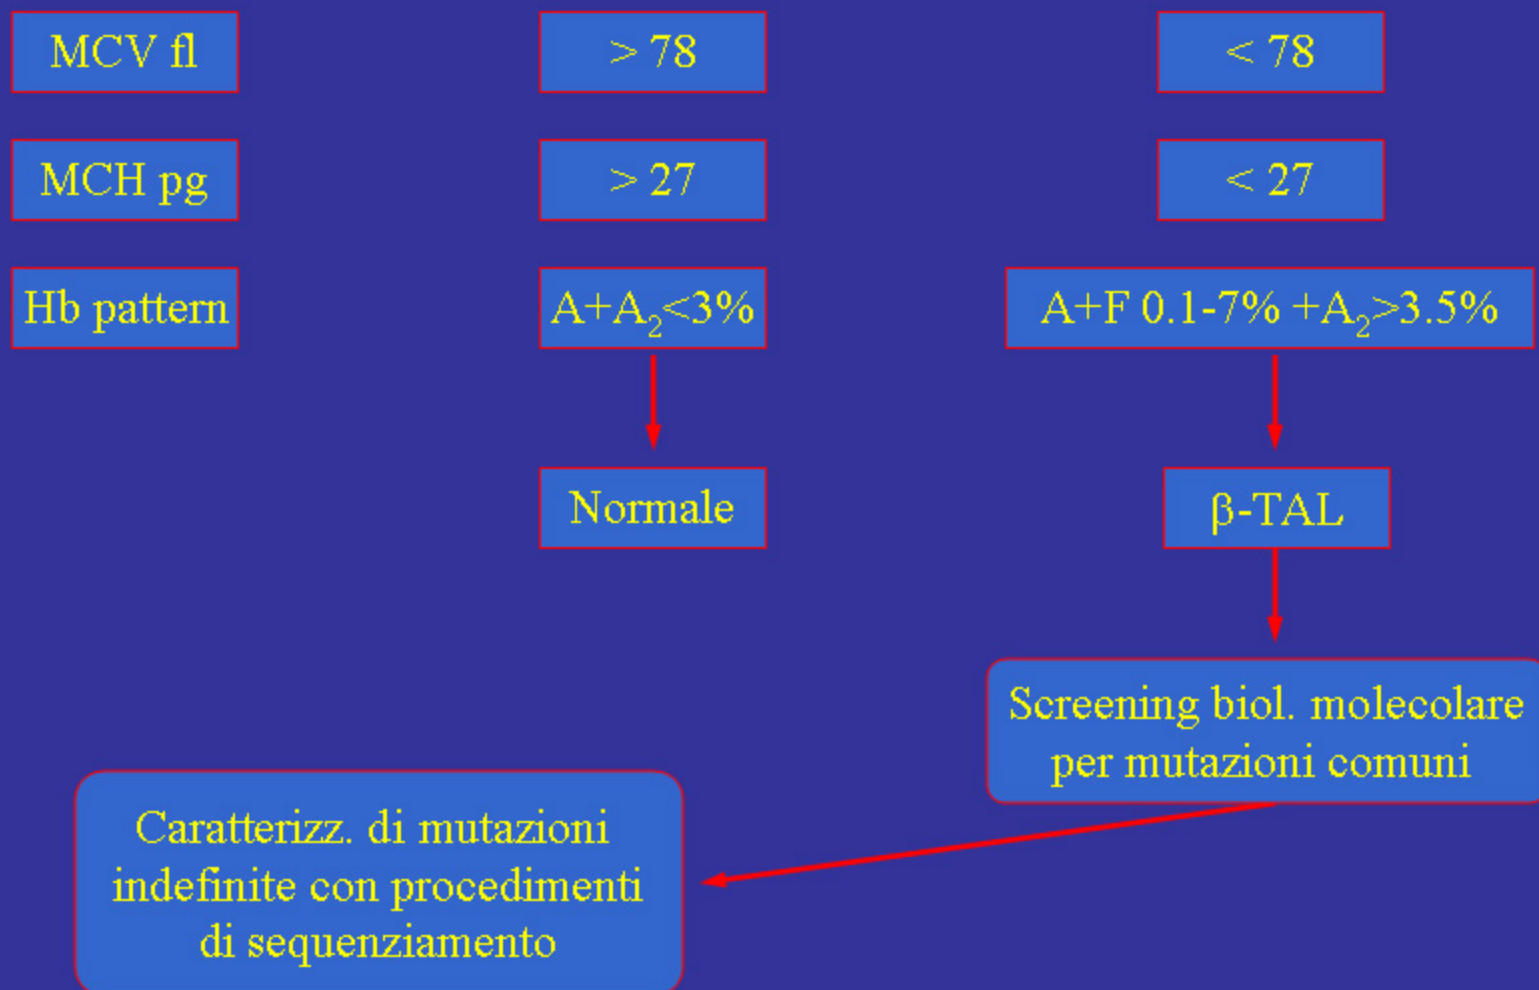 MCV fl
> 78
< 78
MCH pg
> 27
< 27
Hb pattern
A+A₂<3%
A+F 0.1-7% +A₂>3.5%
Normale
β-TAL
Screening biol. molecolare
per mutazioni comuni
Caratterizz. di mutazioni
indefinite con procedimenti
di sequenziamento